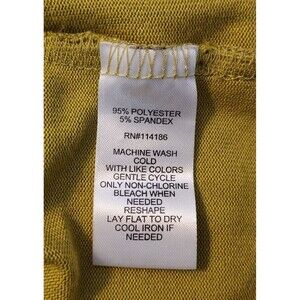 95% POLYESTER
5% SPANDEX
RN#114186
MACHINE WASH
COLD
WITH LIKE COLORS
GENTLE CYCLE
ONLY NON-CHLORINE
BLEACH WHEN
NEEDED
RESHAPE
LAY FLAT TO DRY
COOL IRON IF
NEEDED